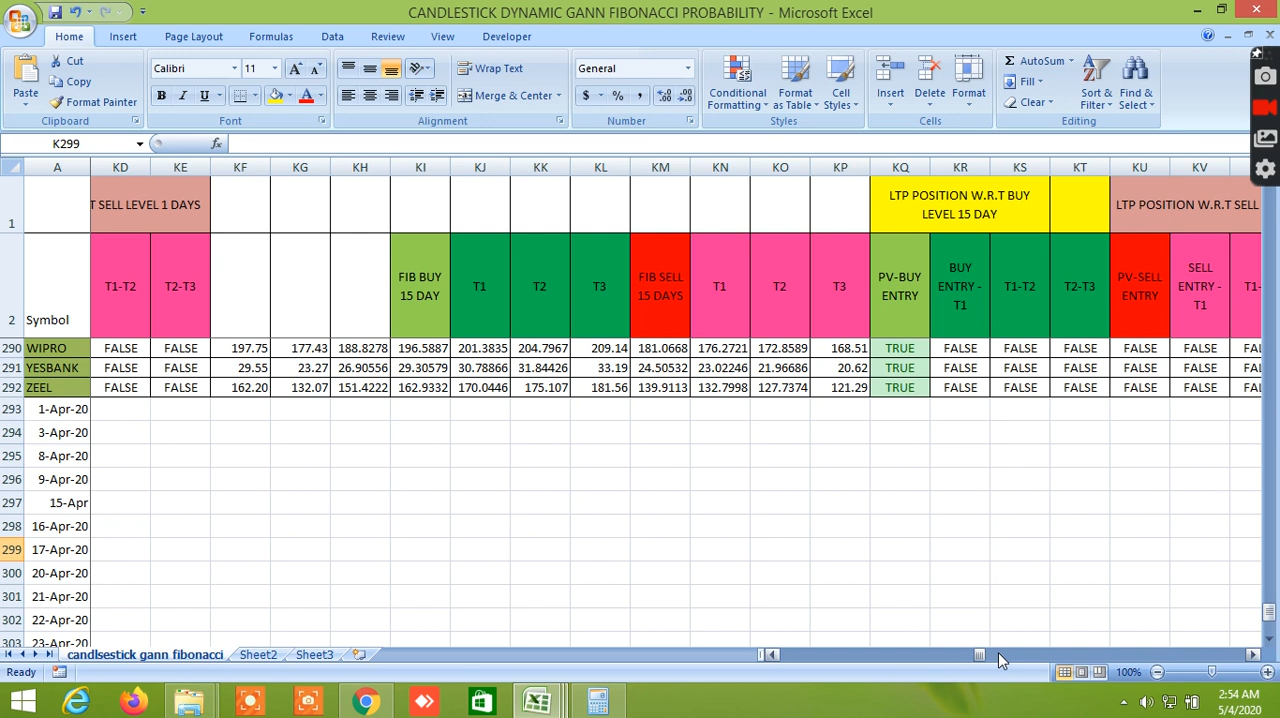 CANDLESTICK DYNAMIC GANN FIBONACCI PROBABILITY - Microsoft Excel
Home Insert Page Layout Formulas Data Review View Developer
Cut
Copy
Format Painter
Paste
Clipboard
Calibri 11
B I U A
Font
Wrap Text
Merge & Center
Alignment
General
$ % ,
Number
Conditional Formatting
Format as Table
Cell Styles
Styles
Insert Delete Format
Cells
Σ AutoSum
Fill
Clear
Sort & Filter
Find & Select
Editing
K299 fx
A KD KE KF KG KH KI KJ KK KL KM KN KO KP KQ KR KS KT KU KV
1 T SELL LEVEL 1 DAYS LTP POSITION W.R.T BUY LTP POSITION W.R.T SELL
LEVEL 15 DAY
2 Symbol T1-T2 T2-T3 FIB BUY 15 DAY T1 T2 T3 FIB SELL 15 DAYS T1 T2 T3 PV-BUY ENTRY BUY ENTRY - T1 T1-T2 T2-T3 PV-SELL ENTRY SELL ENTRY - T1 T1-
290 WIPRO FALSE FALSE 197.75 177.43 188.8278 196.5887 201.3835 204.7967 209.14 181.0668 176.2721 172.8589 168.51 TRUE FALSE FALSE FALSE FALSE FALSE FAL
291 YESBANK FALSE FALSE 29.55 23.27 26.90556 29.30579 30.78866 31.84426 33.19 24.50532 23.02246 21.96686 20.62 TRUE FALSE FALSE FALSE FALSE FALSE FAL
292 ZEEL FALSE FALSE 162.20 132.07 151.4222 162.9332 170.0446 175.107 181.56 139.9113 132.7998 127.7374 121.29 TRUE FALSE FALSE FALSE FALSE FALSE FAL
293 1-Apr-20
294 3-Apr-20
295 8-Apr-20
296 9-Apr-20
297 15-Apr
298 16-Apr-20
299 17-Apr-20
300 20-Apr-20
301 21-Apr-20
302 22-Apr-20
303 23-Apr-20
candlsestick gann fibonacci Sheet2 Sheet3
Ready 100%
2:54 AM
5/4/2020